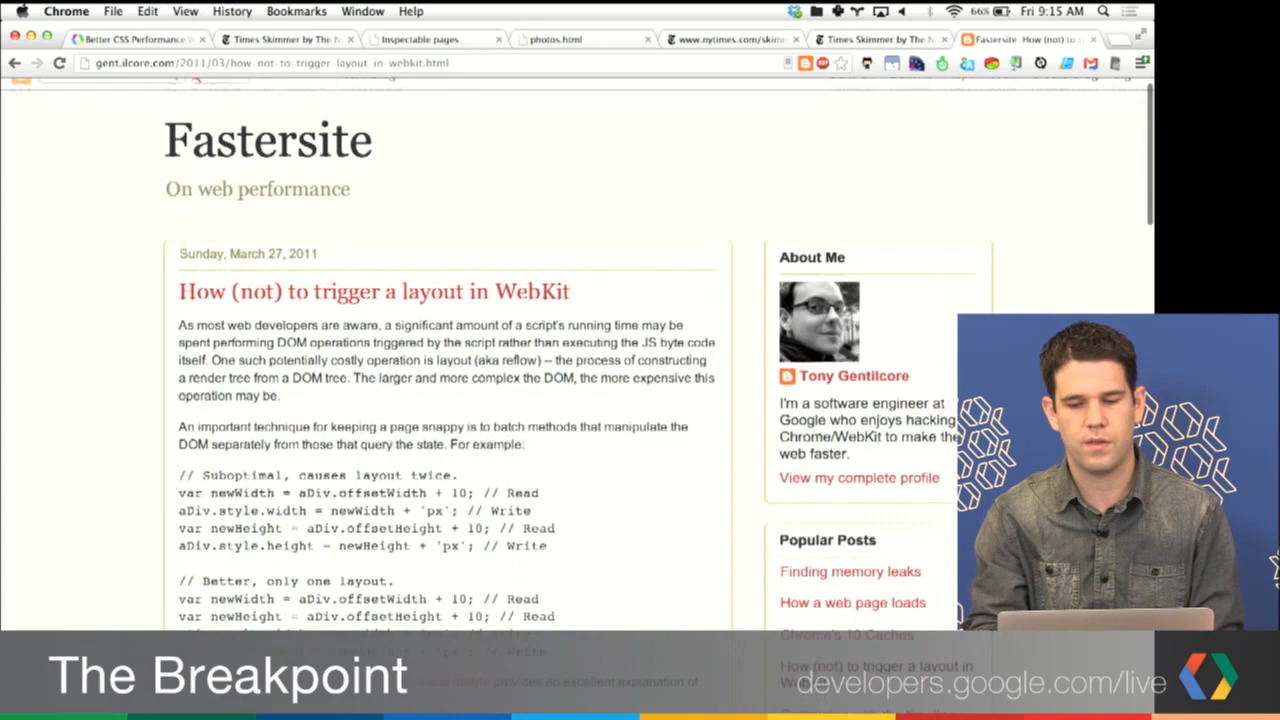 Chrome File Edit View History Bookmarks Window Help 66% Fri 9:15 AM
Better CSS Performance
Times Skimmer by The N
Inspectable pages
photos.html
www.nytimes.com/skim
Times Skimmer by The N
Fastersite: How (not) to
gent.ilcore.com/2011/03/how-not-to-trigger-layout-in-webkit.html
Fastersite
On web performance
Sunday, March 27, 2011
How (not) to trigger a layout in WebKit
As most web developers are aware, a significant amount of a script's running time may be
spent performing DOM operations triggered by the script rather than executing the JS byte code
itself. One such potentially costly operation is layout (aka reflow) -- the process of constructing
a render tree from a DOM tree. The larger and more complex the DOM, the more expensive this
operation may be.
An important technique for keeping a page snappy is to batch methods that manipulate the
DOM separately from those that query the state. For example:
// Suboptimal, causes layout twice.
var newWidth = aDiv.offsetWidth + 10; // Read
aDiv.style.width = newWidth + 'px'; // Write
var newHeight = aDiv.offsetHeight + 10; // Read
aDiv.style.height = newHeight + 'px'; // Write
// Better, only one layout.
var newWidth = aDiv.offsetWidth + 10; // Read
var newHeight = aDiv.offsetHeight + 10; // Read
provides an excellent explanation of
About Me
Tony Gentilcore
I'm a software engineer at
Google who enjoys hacking
Chrome/WebKit to make the
web faster.
View my complete profile
Popular Posts
Finding memory leaks
How a web page loads
Chrome's 10 Caches
How (not) to trigger a layout in
The Breakpoint
developers.google.com/live